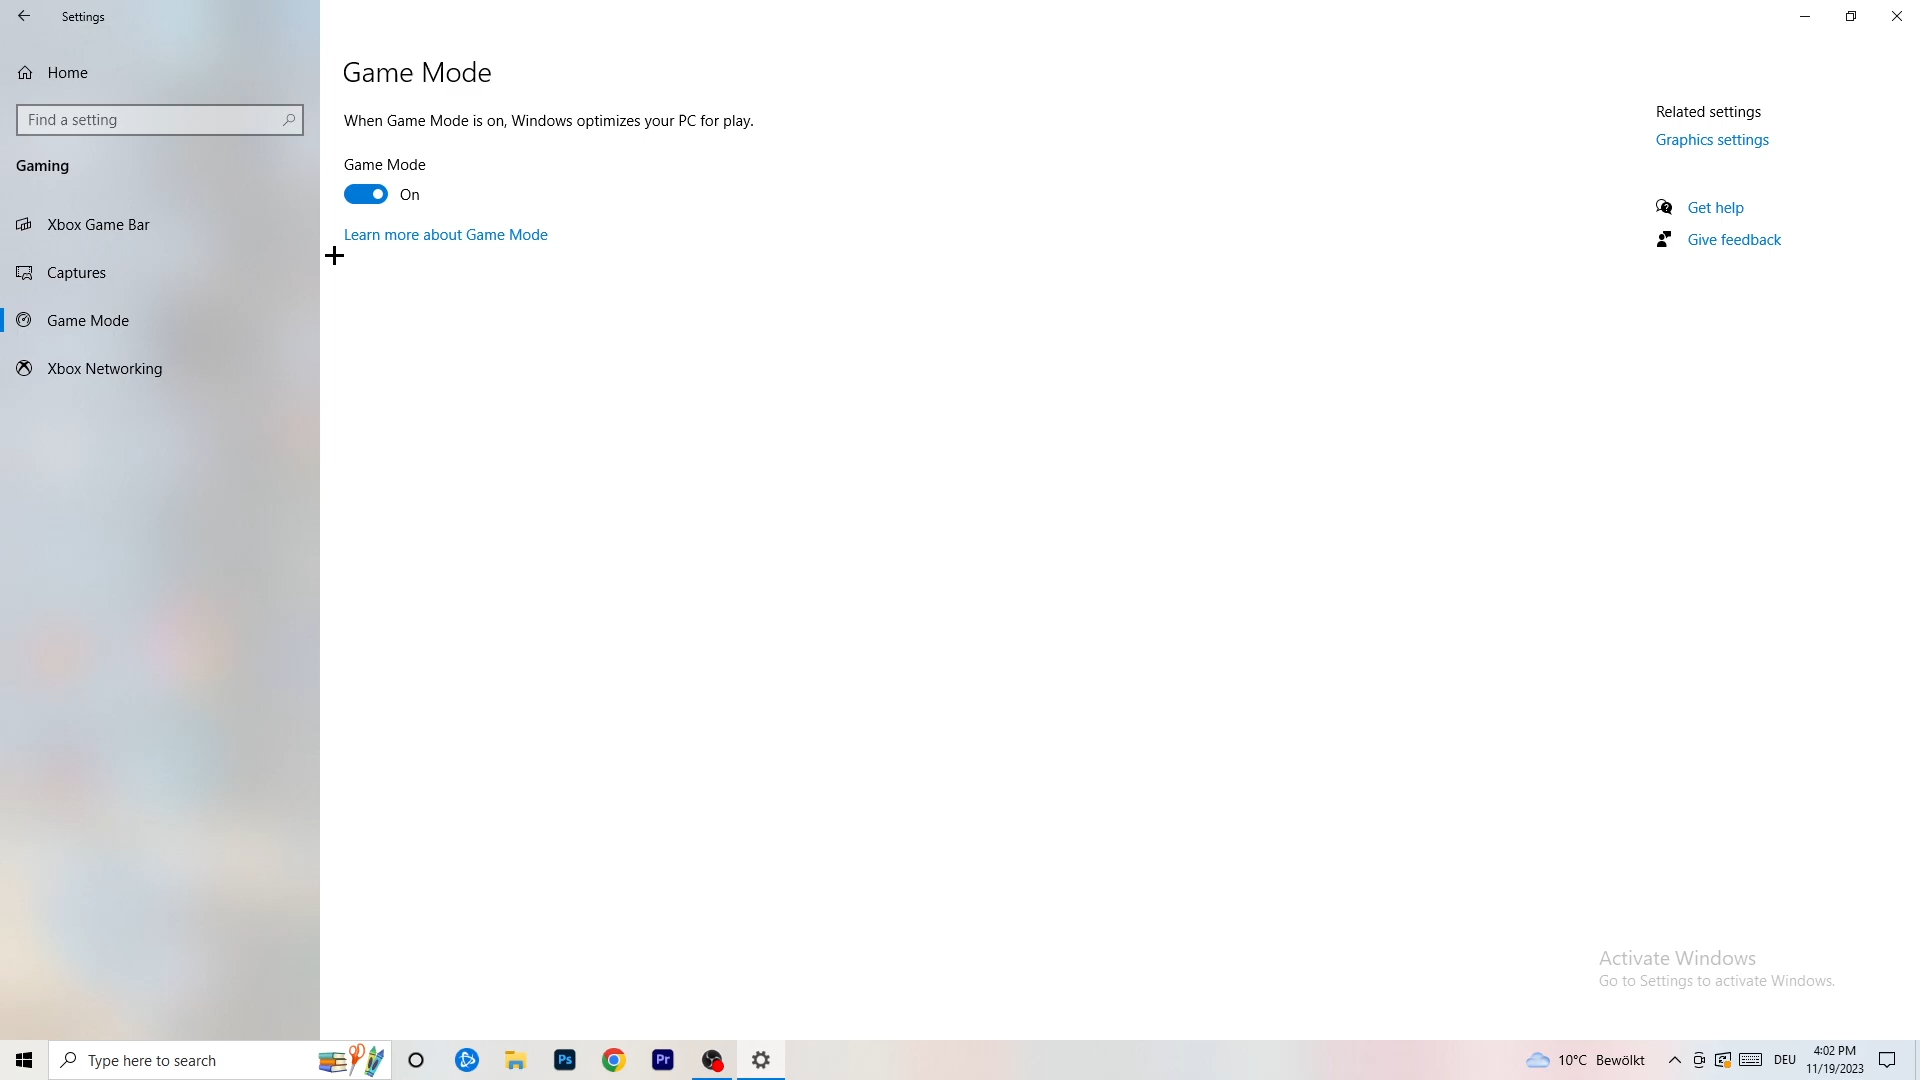 Settings
Home
Find a setting
Gaming
Xbox Game Bar
Captures
Game Mode
Xbox Networking
Game Mode
When Game Mode is on, Windows optimizes your PC for play.
Game Mode
On
Learn more about Game Mode
Related settings
Graphics settings
Get help
Give feedback
Activate Windows
Go to Settings to activate Windows.
Type here to search
Ps
Pr
10°C Bewölkt
DEU
4:02 PM
11/19/2023